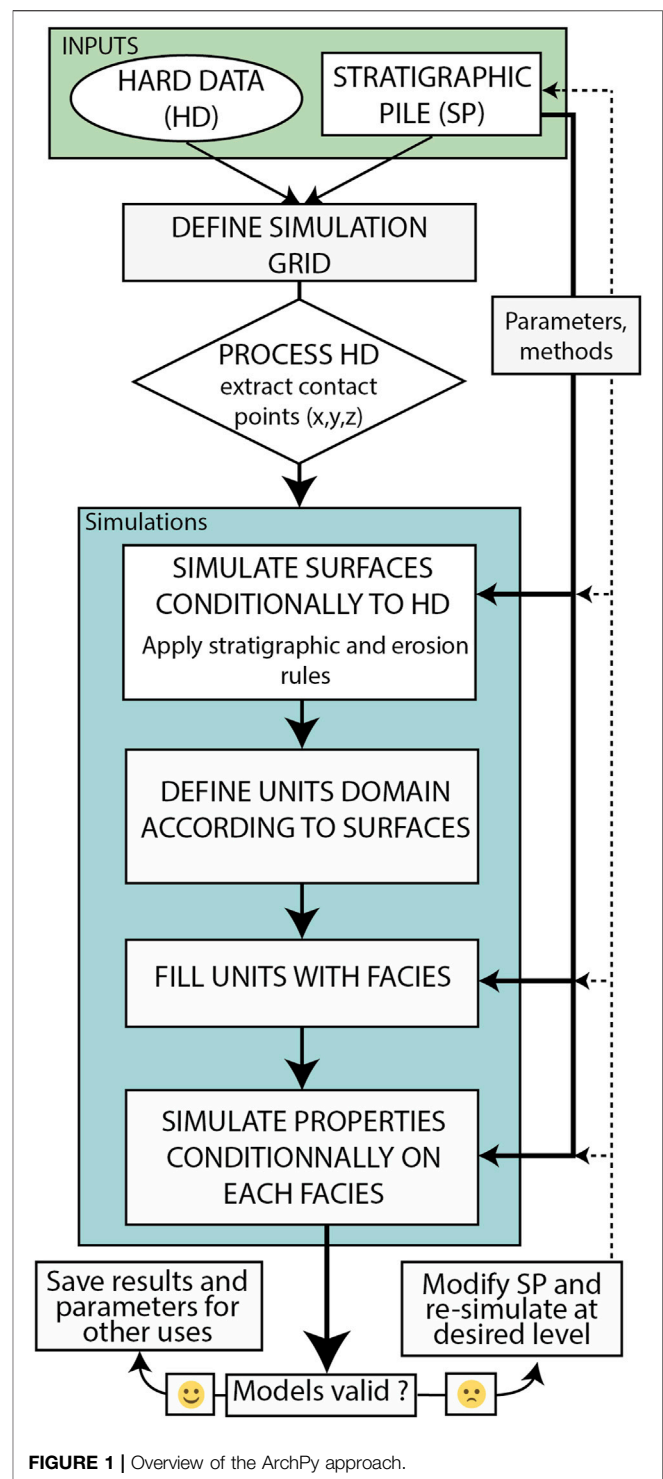 INPUTS
HARD DATA
(HD)
STRATIGRAPHIC
PILE (SP)
DEFINE SIMULATION
GRID
Parameters,
methods
PROCESS HD
extract contact
points (x,y,z)
Simulations
SIMULATE SURFACES
CONDITIONALLY TO HD
Apply stratigraphic and erosion
rules
DEFINE UNITS DOMAIN
ACCORDING TO SURFACES
FILL UNITS WITH FACIES
SIMULATE PROPERTIES
CONDITIONNALLY ON
EACH FACIES
Save results and
parameters for
other uses
Modify SP and
re-simulate at
desired level
Models valid ?
FIGURE 1 | Overview of the ArchPy approach.